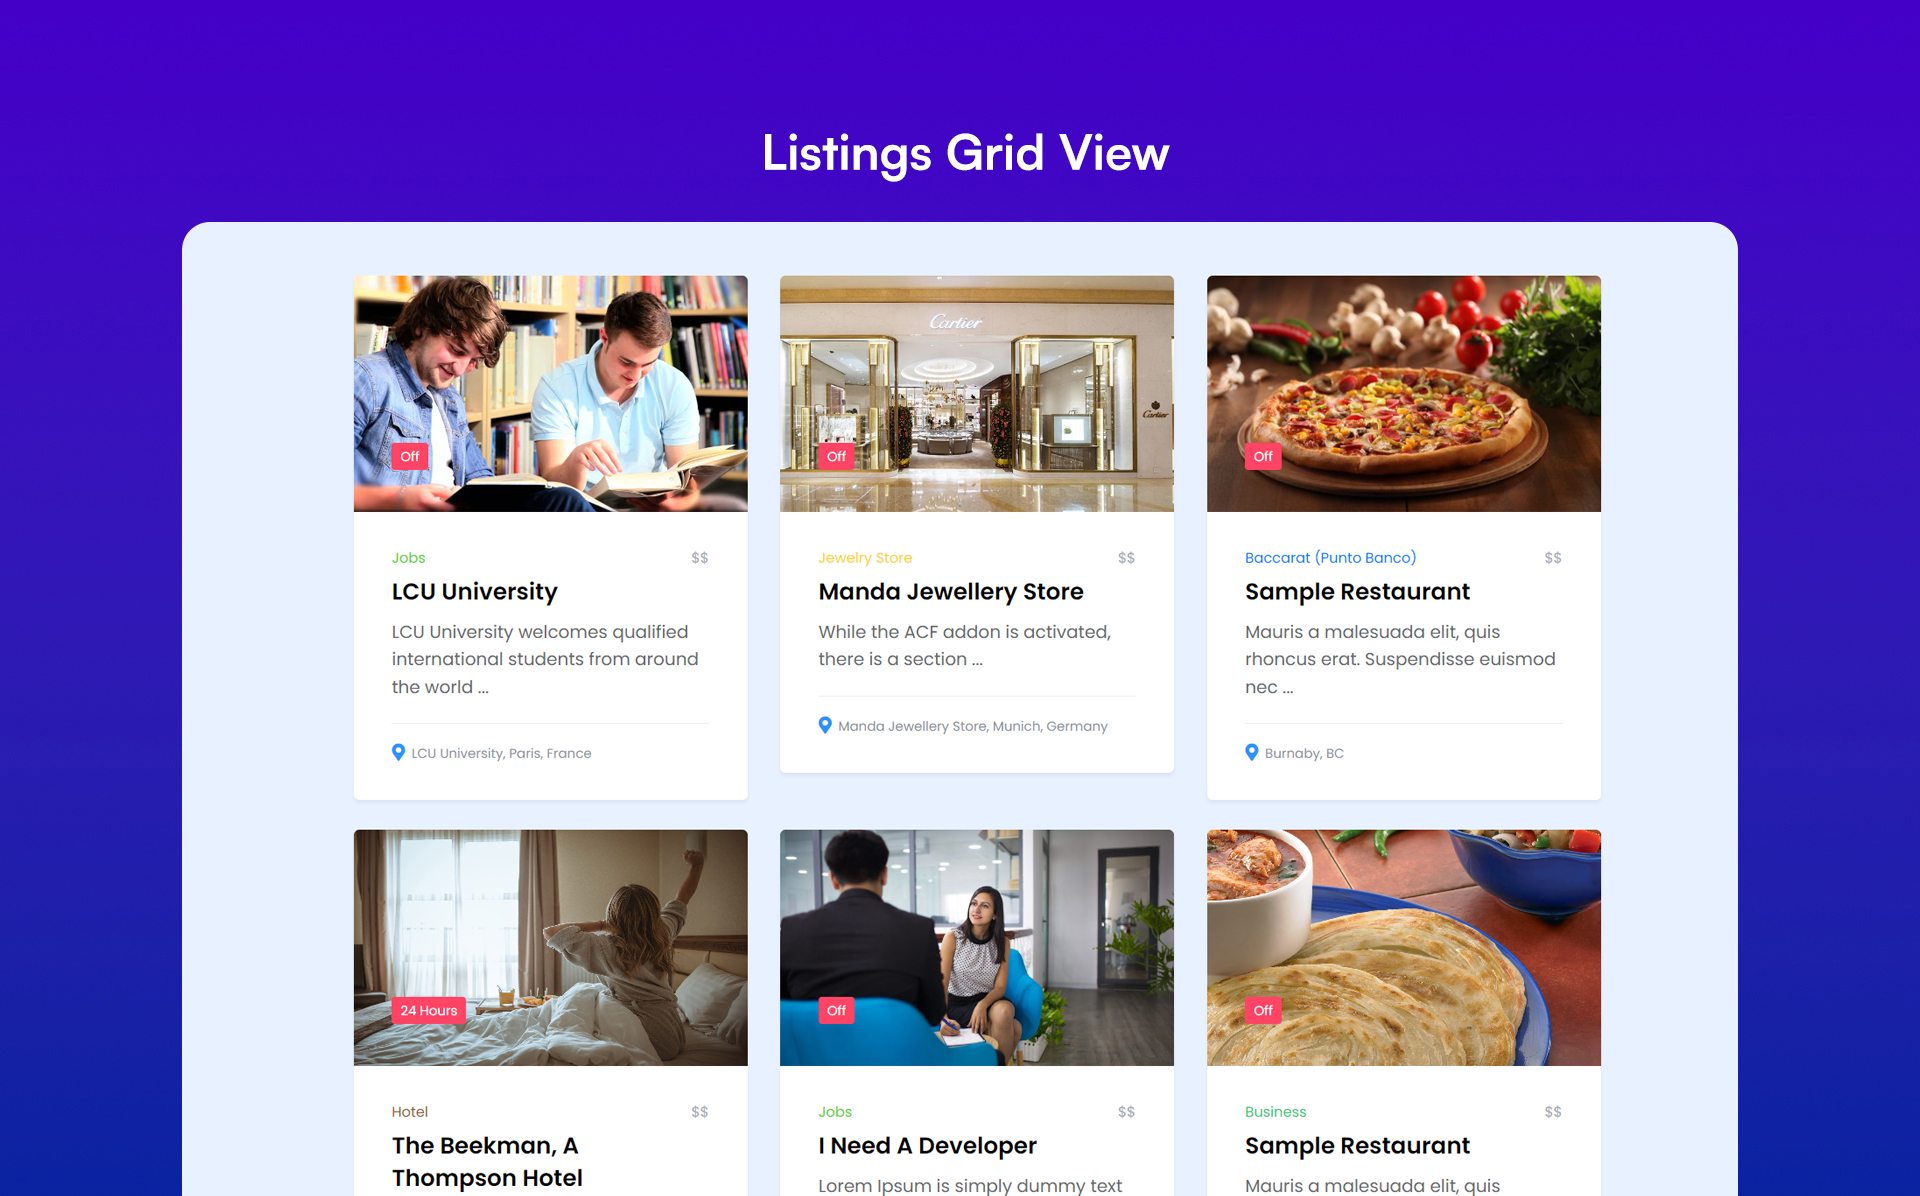 Listings Grid View
Cartier
Cartier
Off
Off
Off
Jobs $$
LCU University
LCU University welcomes qualified
international students from around
the world ...
LCU University, Paris, France
Jewelry Store $$
Manda Jewellery Store
While the ACF addon is activated,
there is a section ...
Manda Jewellery Store, Munich, Germany
Baccarat (Punto Banco) $$
Sample Restaurant
Mauris a malesuada elit, quis
rhoncus erat. Suspendisse euismod
nec ...
Burnaby, BC
24 Hours
Off
Off
Hotel $$
The Beekman, A
Thompson Hotel
Jobs $$
I Need A Developer
Lorem Ipsum is simply dummy text
Business $$
Sample Restaurant
Mauris a malesuada elit, quis